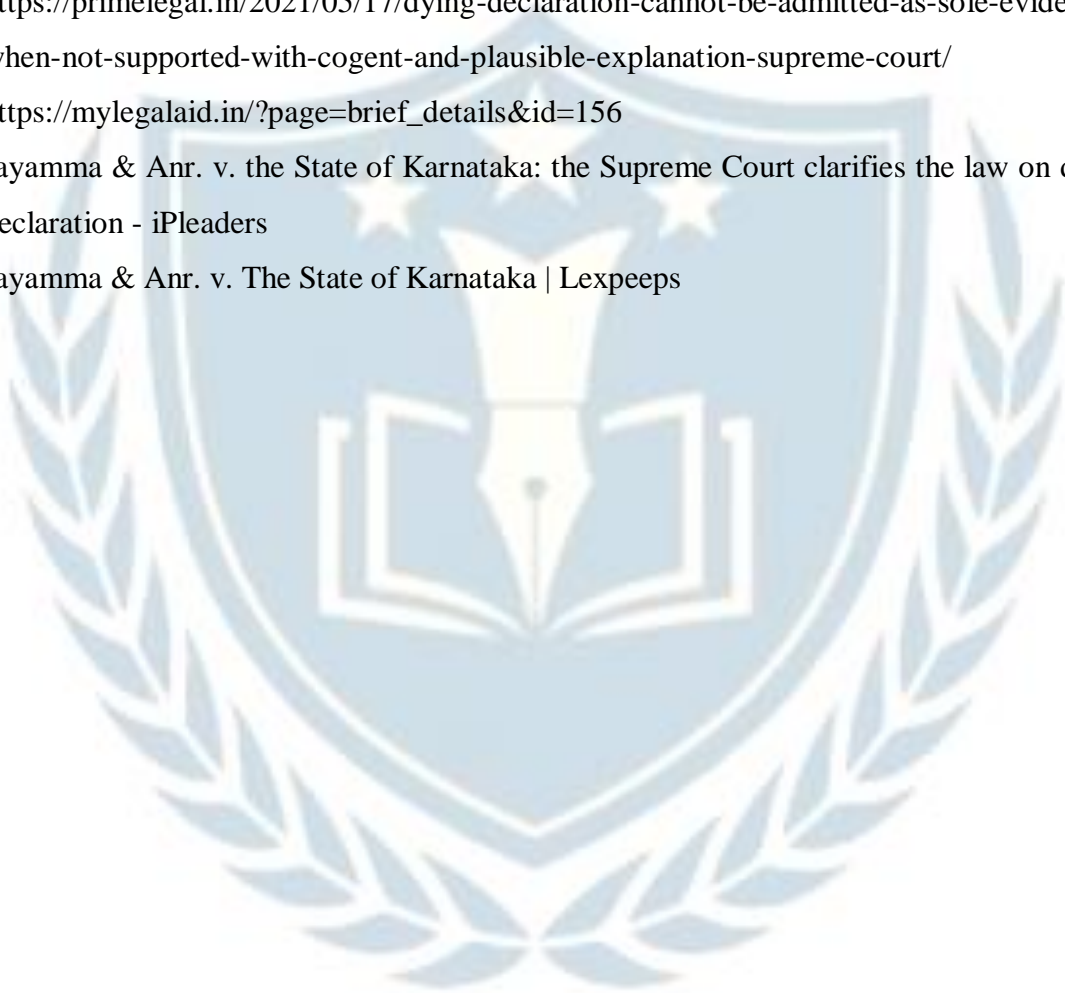 ttps://primelegal.in/2021/05/17/dying-declaration-cannot-be-admitted-as-sole-evide
when-not-supported-with-cogent-and-plausible-explanation-supreme-court/
ttps://mylegalaid.in/?page=brief_details&id=156
ayamma & Anr. v. the State of Karnataka: the Supreme Court clarifies the law on
eclaration - iPleaders
ayamma & Anr. v. The State of Karnataka | Lexpeeps